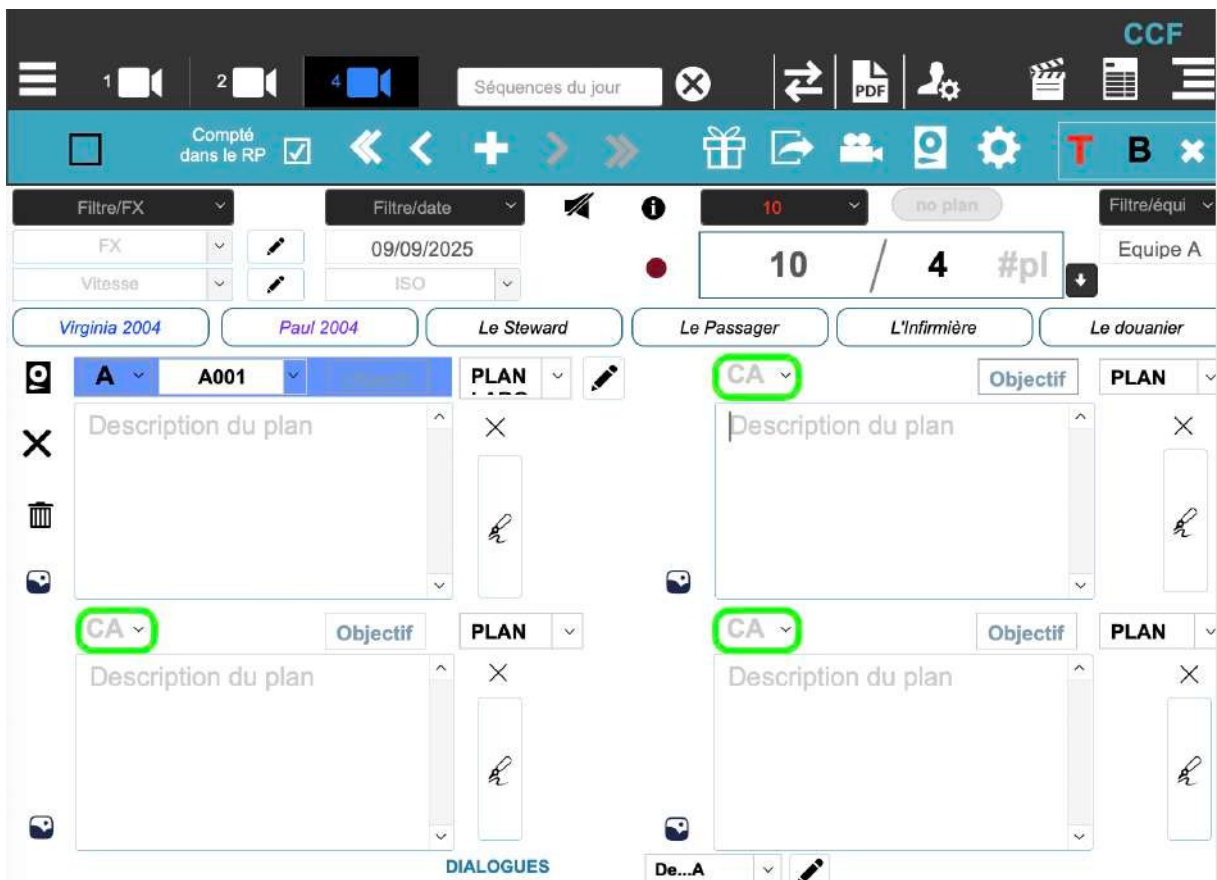 CCF
1 2 4 Séquences du jour PDF
Compté
dans le RP T B
Filtre/FX Filtre/date 10 no plan Filtre/équi
FX 09/09/2025 10 / 4 #pl Equipe A
Vitesse ISO
Virginia 2004 Paul 2004 Le Steward Le Passager L'Infirmière Le douanier
A A001 PLAN CA Objectif PLAN
Description du plan Description du plan
CA Objectif PLAN CA Objectif PLAN
Description du plan Description du plan
DIALOGUES De...A